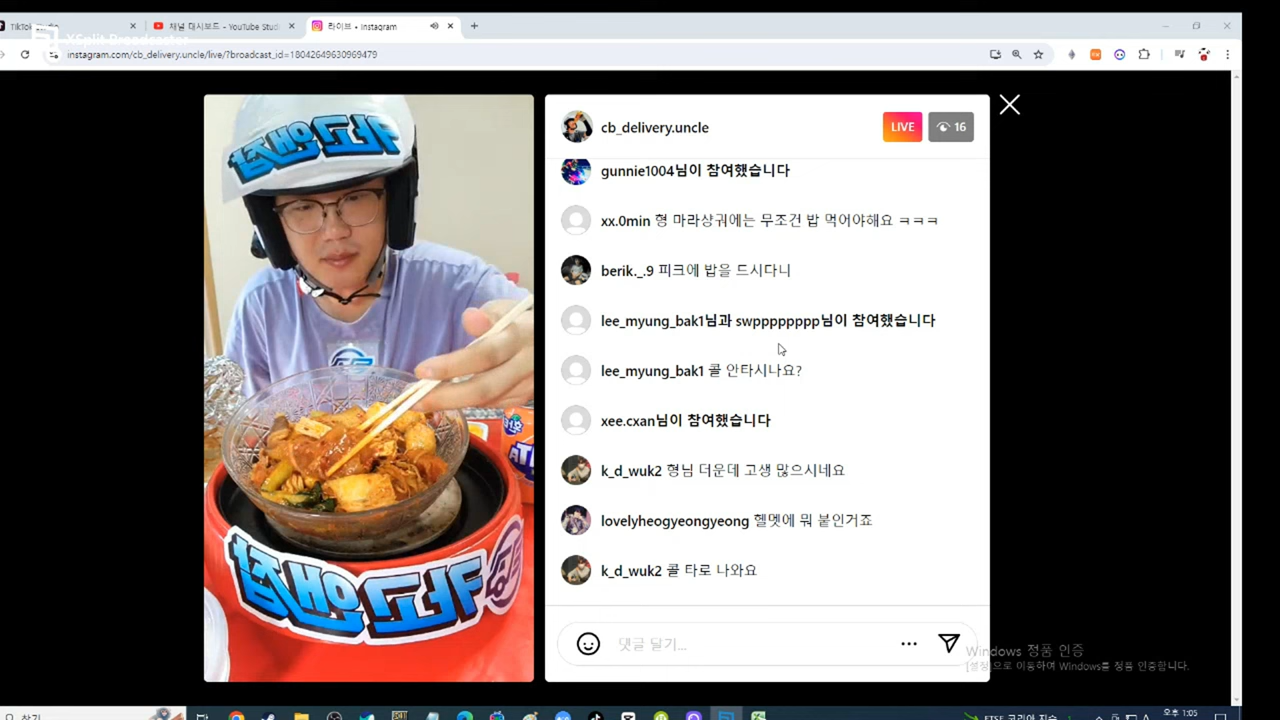 채널 대시보드 - YouTube Stud
라이브 • Instagram
XSplit Broadcaster
instagram.com/cb_delivery.uncle/live/?broadcast_id=18042649630969479
cb_delivery.uncle
LIVE
16
gunnie1004님이 참여했습니다
xx.0min 형 마라샹궈에는 무조건 밥 먹어야해요 ㅋㅋㅋ
berik._.9 피크에 밥을 드시다니
lee_myung_bak1님과 swpppppppp님이 참여했습니다
lee_myung_bak1 콜 안타시나요?
xee.cxan님이 참여했습니다
k_d_wuk2 형님 더운데 고생 많으시네요
lovelyheogyeongyeong 헬멧에 뭐 붙인거죠
k_d_wuk2 콜 타로 나와요
댓글 달기...
Windows 정품 인증
[설정]으로 이동하여 Windows를 정품 인증합니다.
찾기
오후 1:05